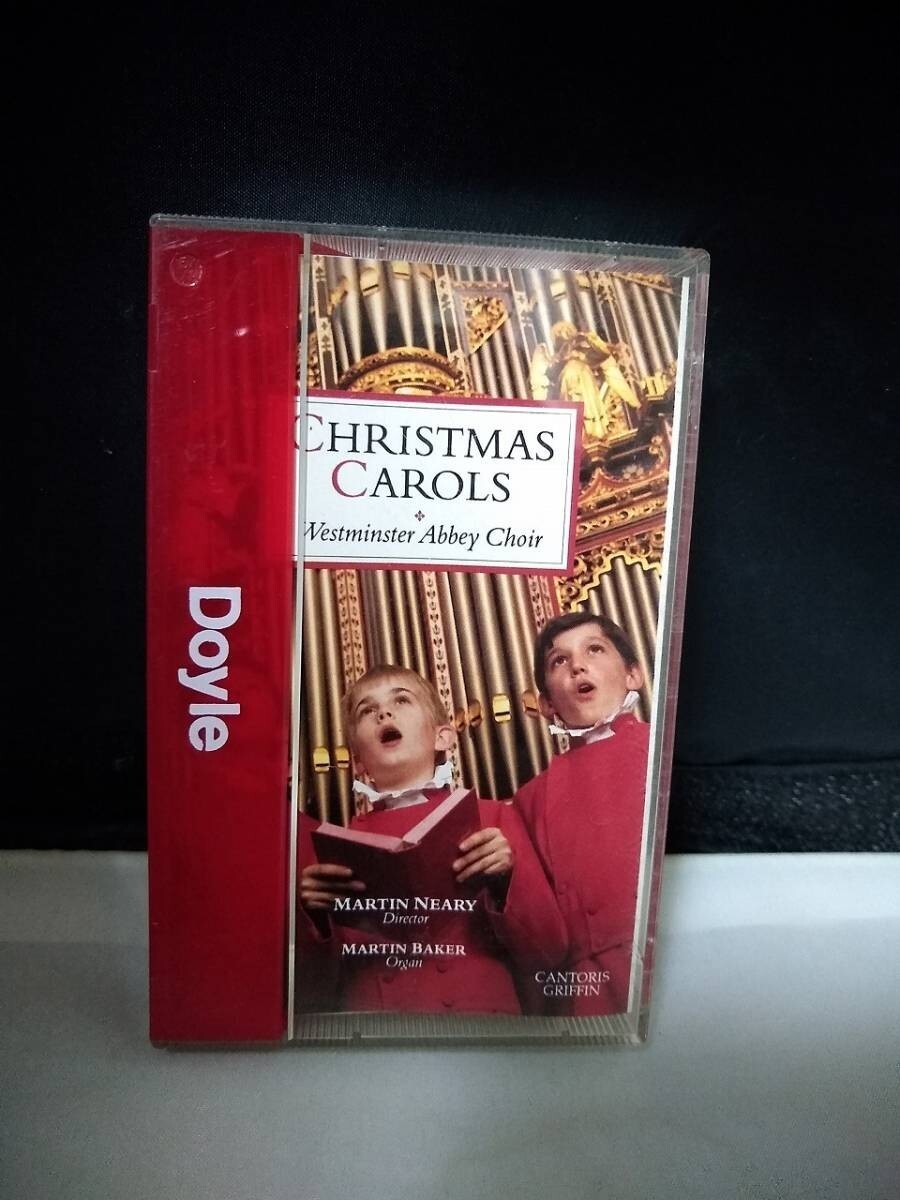 CHRISTMAS
CAROLS
Westminster Abbey Choir
Doyle
MARTIN NEARY
Director
MARTIN BAKER
Organ
CANTORIS
GRIFFIN